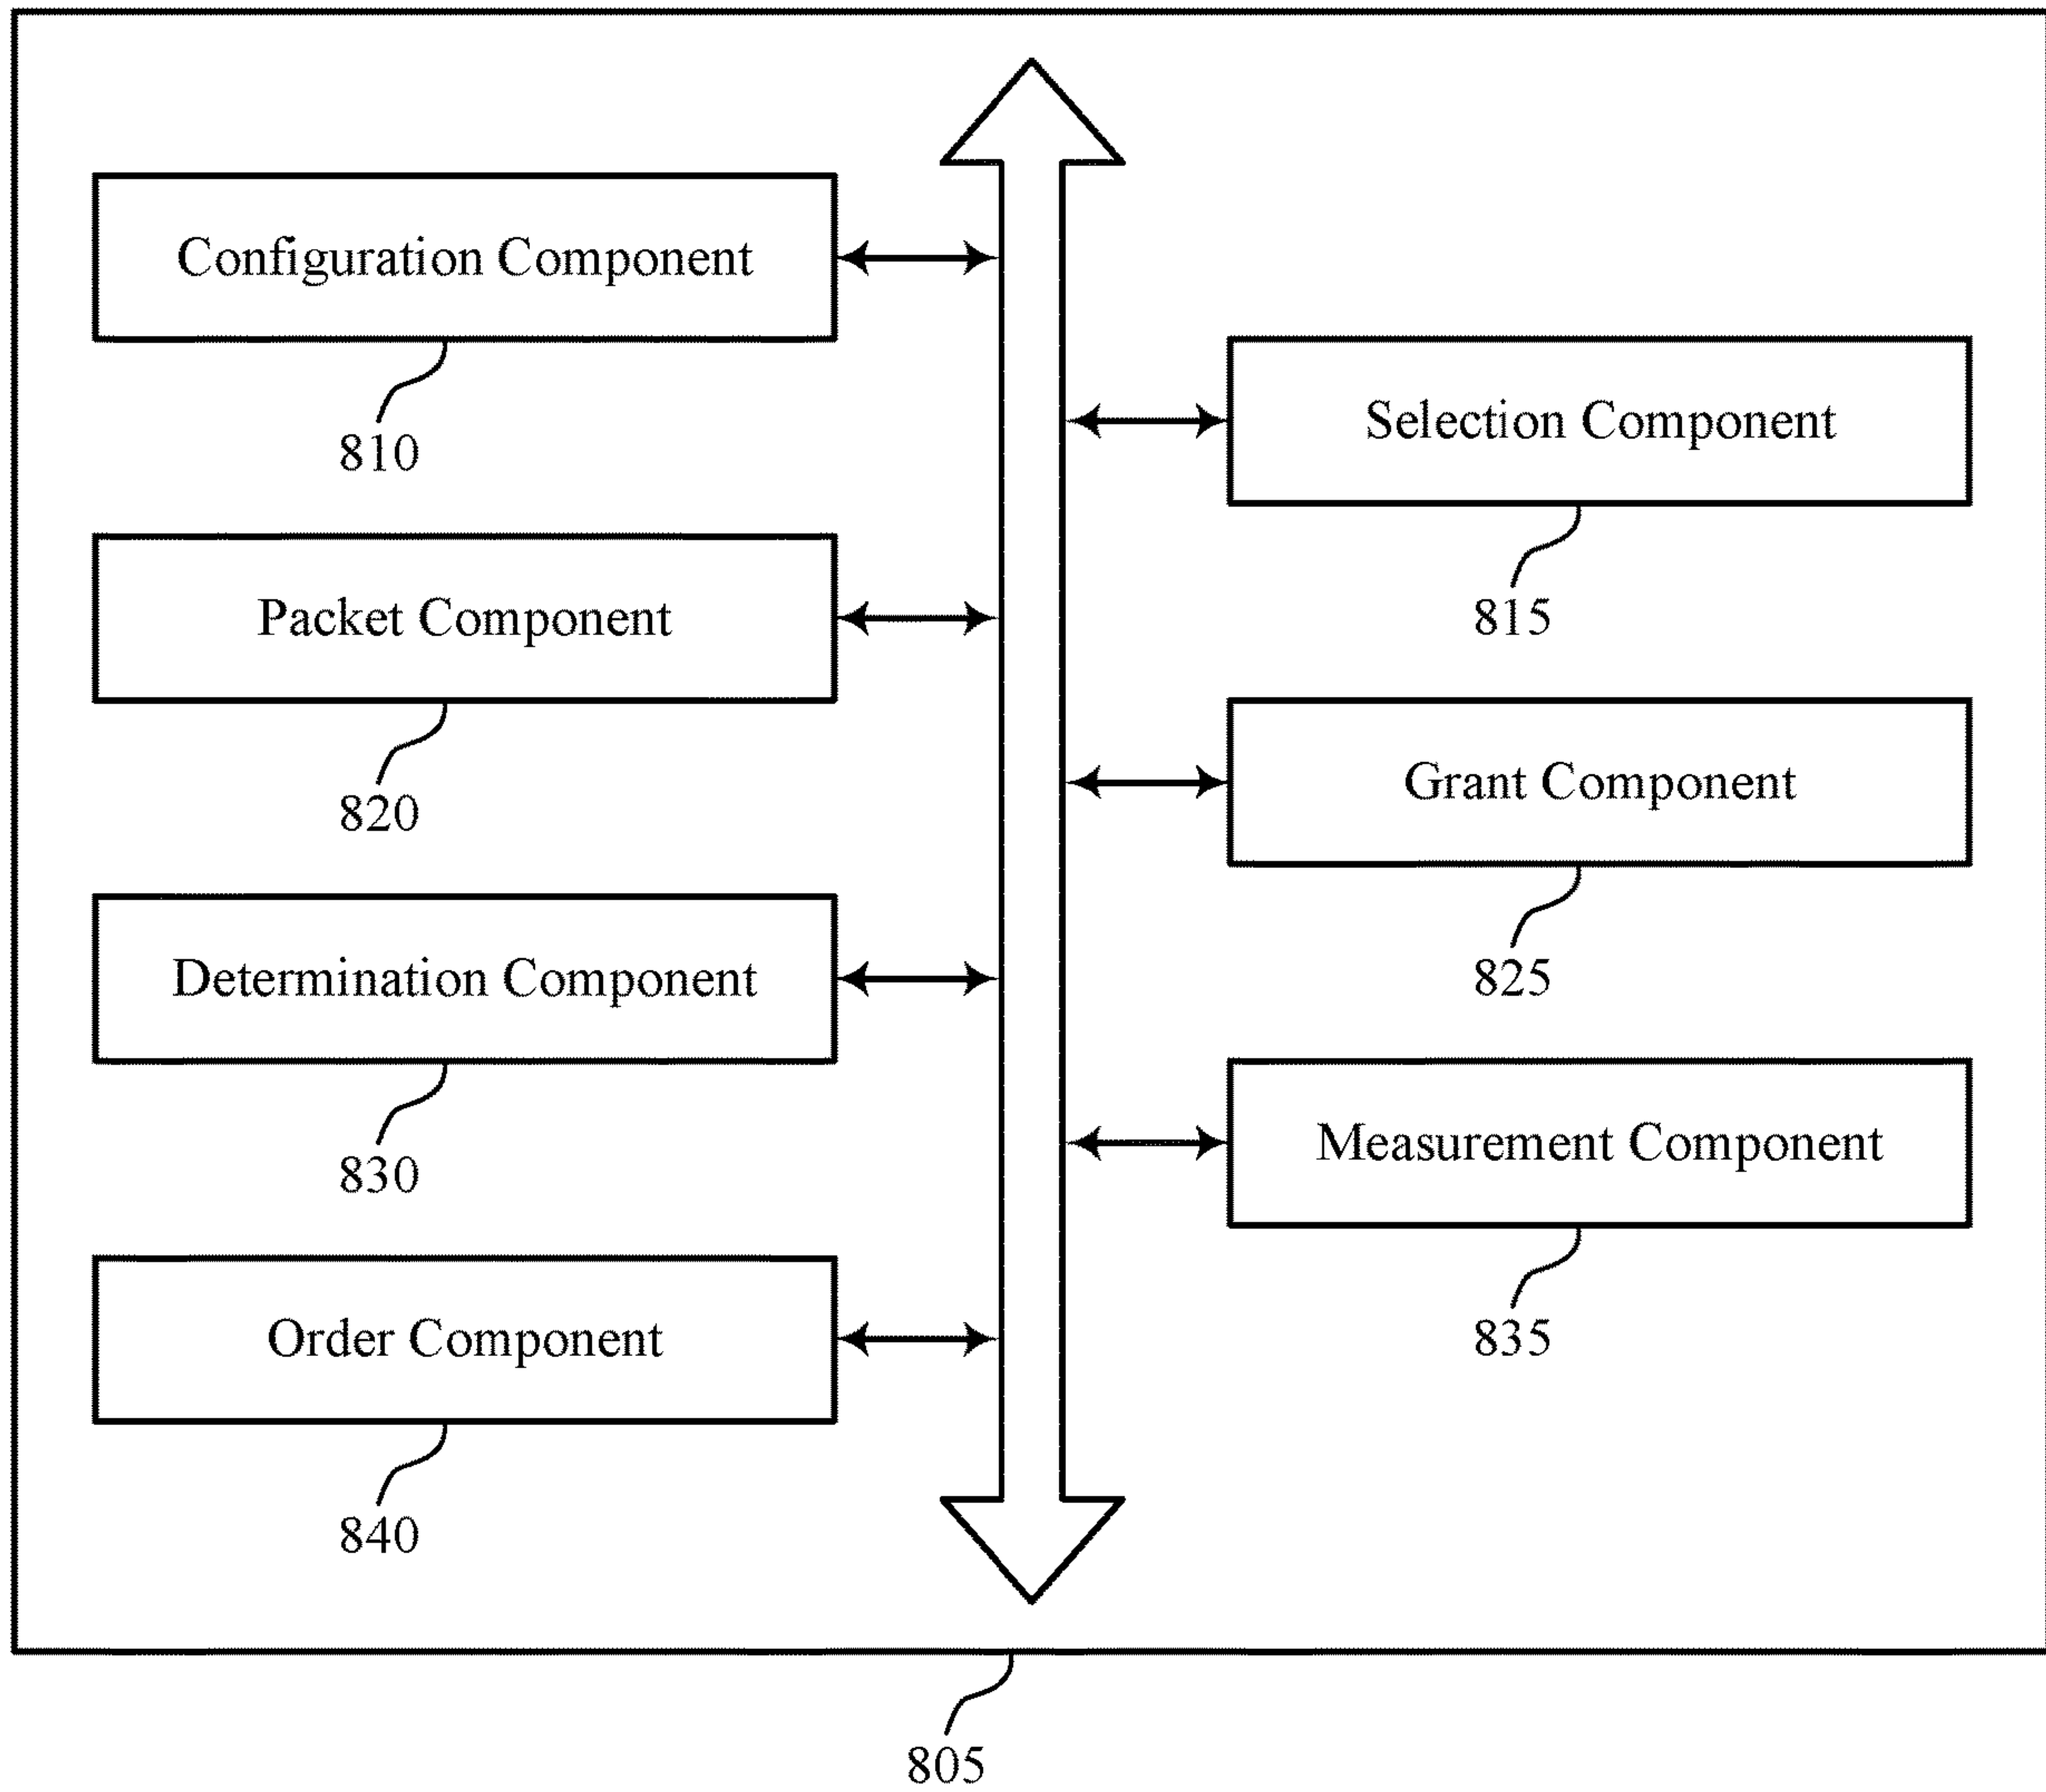 Configuration Component
810
Selection Component
815
Packet Component
820
Grant Component
825
Determination Component
830
Measurement Component
835
Order Component
840
805